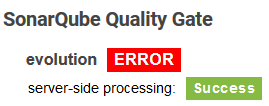 SonarQube Quality Gate
evolution ERROR
server-side processing: Success